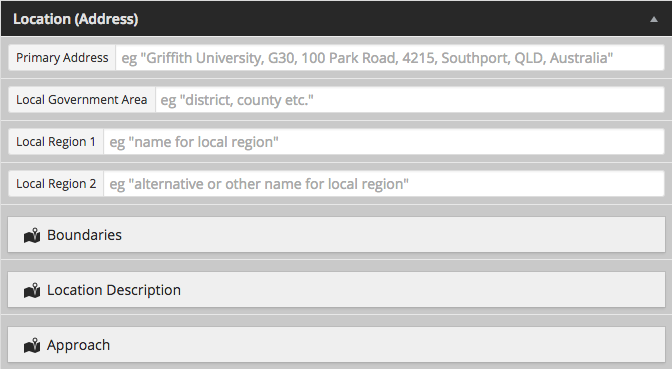 Location (Address)
Primary Address eg "Griffith University, G30, 100 Park Road, 4215, Southport, QLD, Australia"
Local Government Area eg "district, county etc."
Local Region 1 eg "name for local region"
Local Region 2 eg "alternative or other name for local region"
Boundaries
Location Description
Approach